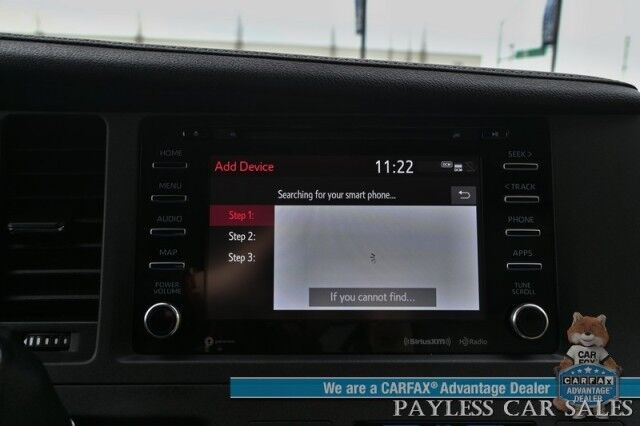 HOME
MENU
AUDIO
MAP
POWER
VOLUME
Add Device
11:22
Searching for your smart phone...
Step 1:
Step 2:
Step 3:
If you cannot find...
SEEK >
< TRACK
PHONE
APPS
TUNE
SCROLL
SiriusXM
HD Radio
CAR
FOX
CARFAX
ADVANTAGE
DEALER
We are a CARFAX® Advantage Dealer
PAYLESS CAR SALES